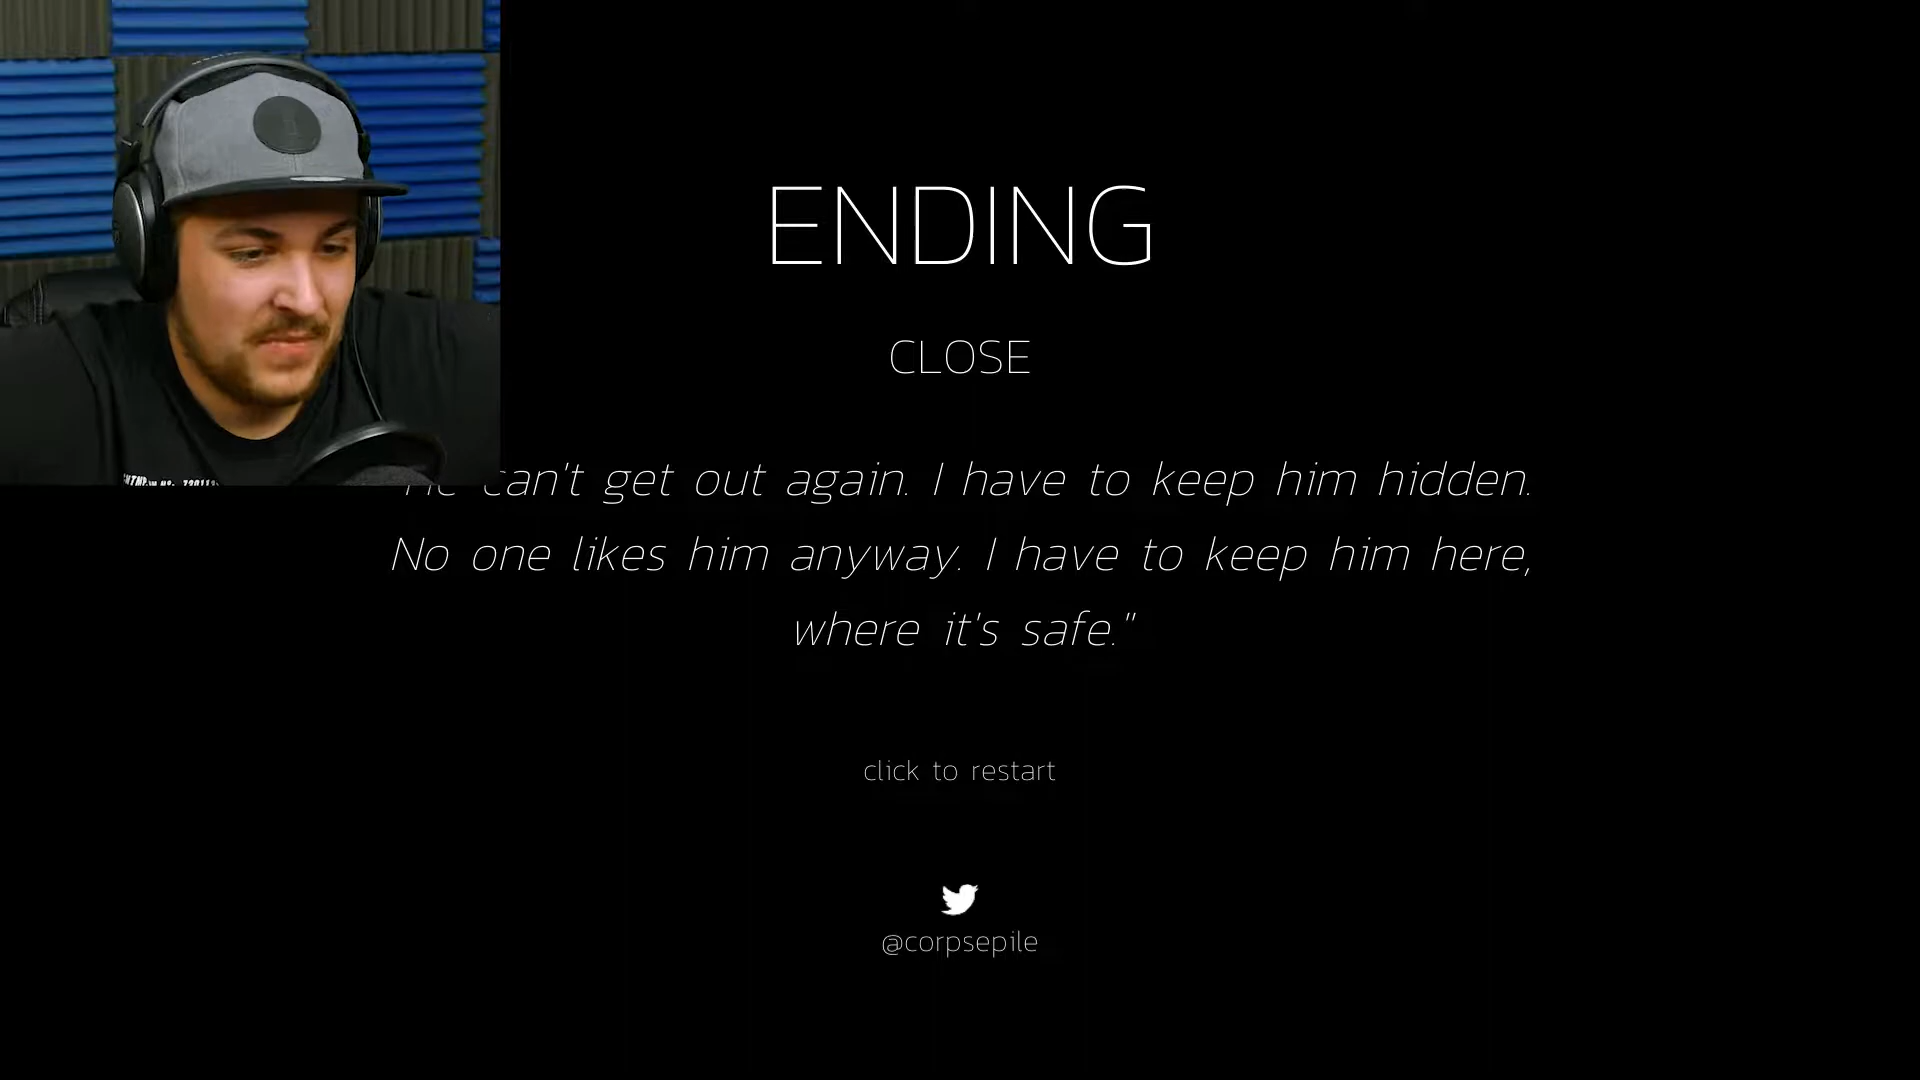 ENDING
CLOSE
He can't get out again. I have to keep him hidden.
No one likes him anyway. I have to keep him here,
where it's safe."
click to restart
@corpsepile